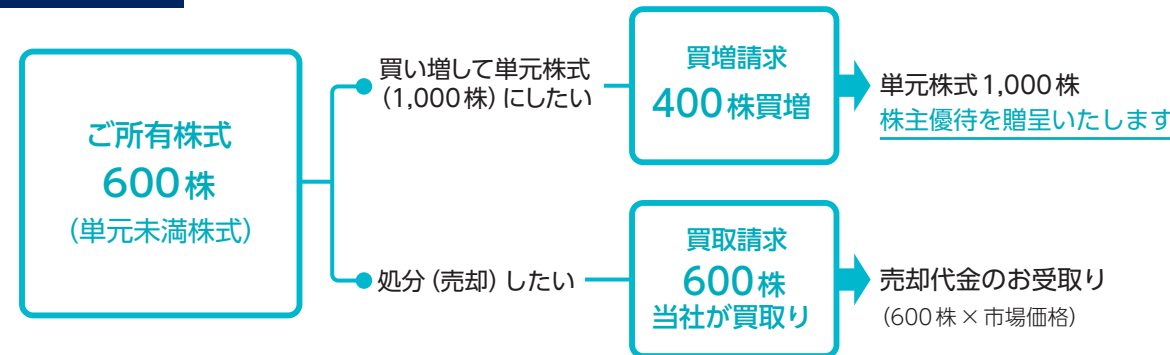 ご所有株式
600株
（単元未満株式）
買い増して単元株式
（1,000株）にしたい
買増請求
400株買増
単元株式1,000株
株主優待を贈呈いたします
処分（売却）したい
買取請求
600株
当社が買取り
売却代金のお受取り
（600株×市場価格）